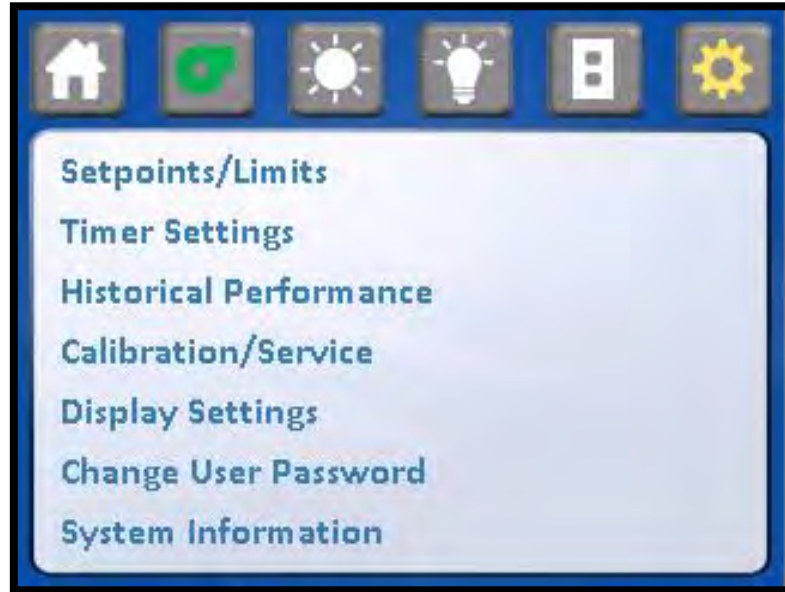 Setpoints/Limits
Timer Settings
Historical Performance
Calibration/Service
Display Settings
Change User Password
System Information